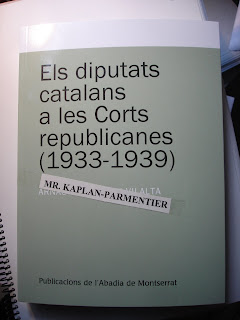 Els diputats
catalans
a les Corts
republicanes
(1933-1939)
MR. KAPLAN-PARMENTIER
Publicacions de l'Abadia de Montserrat